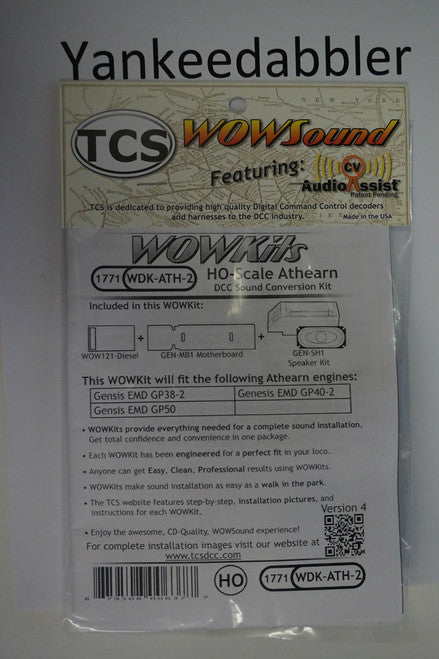 Yankeedabbler
NEW YORK
TCS
WOWSound
Featuring:
CV
AudioAssist
Patent Pending
TCS is dedicated to providing high quality Digital Command Control decoders
and harnesses to the DCC industry.
Made in the USA
WOWKits
1771 WDK-ATH-2
HO-Scale Athearn
DCC Sound Conversion Kit
Included in this WOWKit:
+
+
WOW121-Diesel
GEN-MB1 Motherboard
GEN-SH1
Speaker Kit
This WOWKit will fit the following Athearn engines:
Gensis EMD GP38-2
Genesis EMD GP40-2
Gensis EMD GP50
• WOWKits provide everything needed for a complete sound installation.
Get total confidence and convenience in one package.
• Each WOWKit has been engineered for a perfect fit in your loco.
• Anyone can get Easy, Clean, Professional results using WOWKits.
• WOWKits make sound installation as easy as a walk in the park.
• The TCS website features step-by-step, installation pictures, and
instructions for each WOWKit.
Version 4
• Enjoy the awesome, CD-Quality, WOWSound experience!
For complete installation images visit our website at
www.tcsdcc.com
HO
1771 WDK-ATH-2